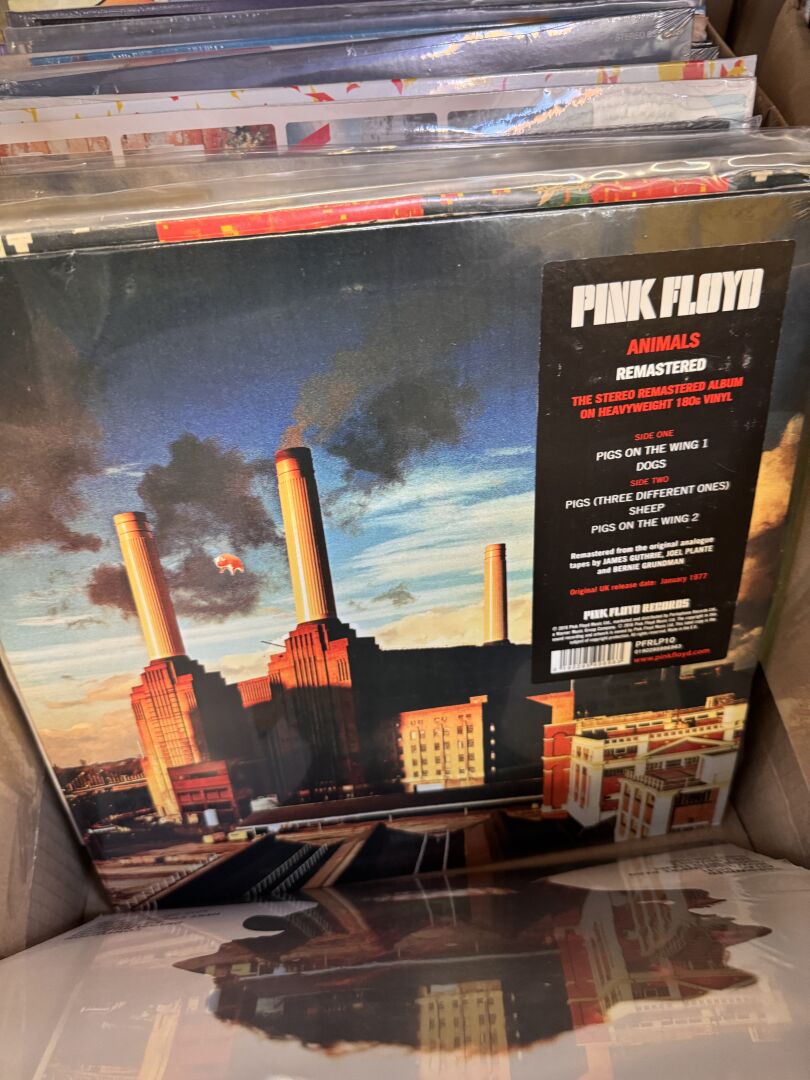 STEREO
T
PINK FLOYD
ANIMALS
REMASTERED
THE STEREO REMASTERED ALBUM
ON HEAVYWEIGHT 180G VINYL
SIDE ONE
PIGS ON THE WING 1
DOGS
SIDE TWO
PIGS (THREE DIFFERENT ONES)
SHEEP
PIGS ON THE WING 2
Remastered from the original analogue
tapes by JAMES GUTHRIE, JOEL PLANTE
and BERNIE GRUNDMAN
Original UK release date: January 1977
PINK FLOYD RECORDS
PFRLP10
www.pinkfloyd.com